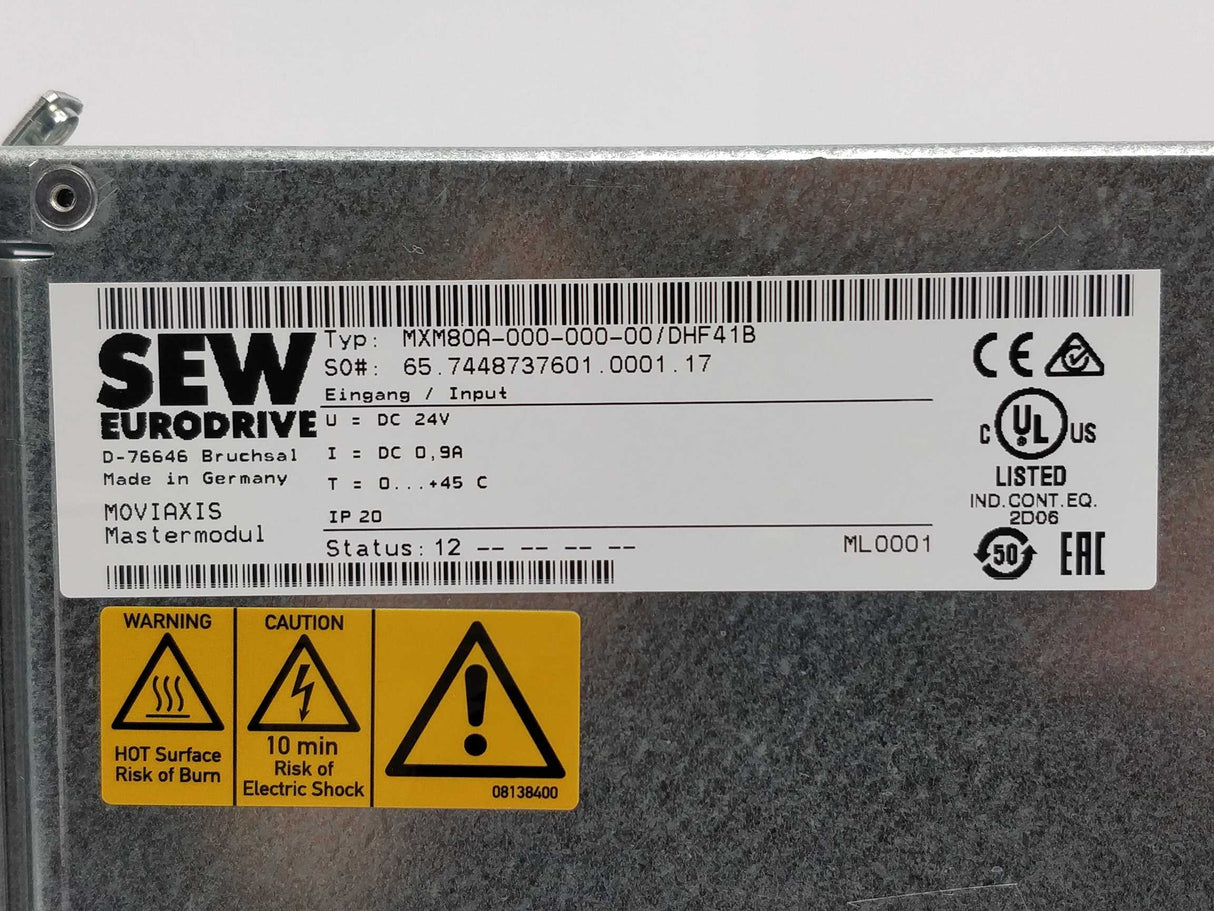 SEW
EURODRIVE
D-76646 Bruchsal
Made in Germany
MOVIAXIS
Mastermodul
Typ: MXM80A-000-000-00/DHF41B
SO#: 65.7448737601.0001.17
Eingang / Input
U = DC 24V
I = DC 0,9A
T = 0...+45 C
IP 20
Status: 12 -- -- -- --
ML0001
CE
C UL US
LISTED
IND.CONT.EQ.
2D06
50
EAC
WARNING
HOT Surface
Risk of Burn
CAUTION
10 min
Risk of
Electric Shock
08138400